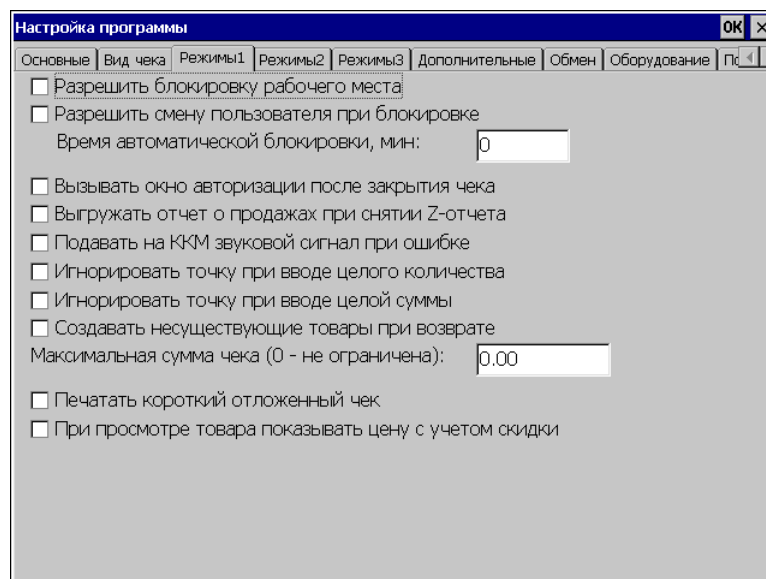 Настройка программы OK ×
Основные Вид чека Режимы1 Режимы2 Режимы3 Дополнительные Обмен Оборудование
Разрешить блокировку рабочего места
Разрешить смену пользователя при блокировке
Время автоматической блокировки, мин: 0
Вызывать окно авторизации после закрытия чека
Выгружать отчет о продажах при снятии Z-отчета
Подавать на ККМ звуковой сигнал при ошибке
Игнорировать точку при вводе целого количества
Игнорировать точку при вводе целой суммы
Создавать несуществующие товары при возврате
Максимальная сумма чека (0 - не ограничена): 0.00
Печатать короткий отложенный чек
При просмотре товара показывать цену с учетом скидки